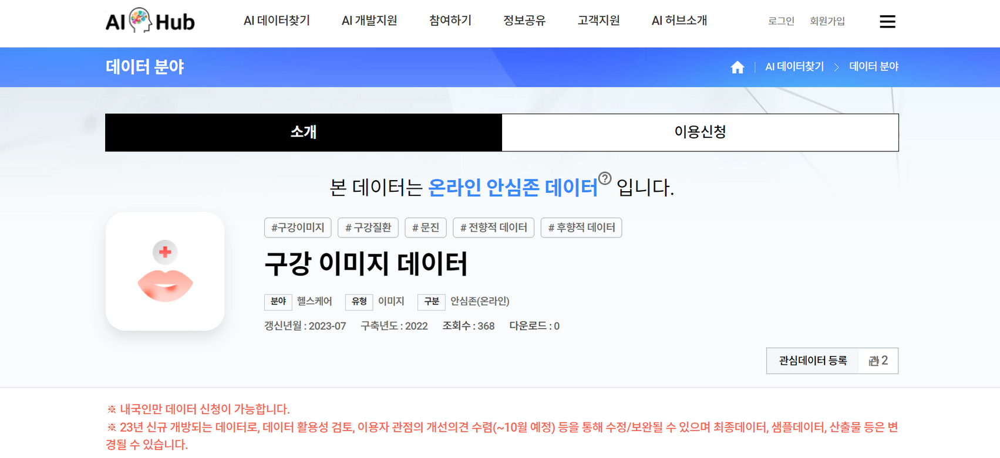 AI Hub
AI 데이터찾기 AI 개발지원 참여하기 정보공유 고객지원 AI 허브소개 로그인 회원가입
데이터 분야
AI 데이터찾기 > 데이터 분야
소개 이용신청
본 데이터는 온라인 안심존 데이터? 입니다.
#구강이미지 # 구강질환 # 문진 # 전향적 데이터 # 후향적 데이터
구강 이미지 데이터
분야 헬스케어 유형 이미지 구분 안심존(온라인)
갱신년월 : 2023-07 구축년도 : 2022 조회수 : 368 다운로드 : 0
관심데이터 등록 2
※ 내국인만 데이터 신청이 가능합니다.
※ 23년 신규 개방되는 데이터로, 데이터 활용성 검토, 이용자 관점의 개선의견 수렴(~10월 예정) 등을 통해 수정/보완될 수 있으며 최종데이터, 샘플데이터, 산출물 등은 변
경될 수 있습니다.